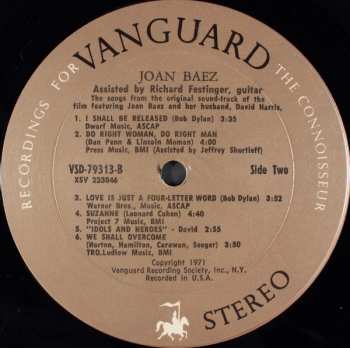 RECORDINGS FOR THE CONNOISSEUR
VANGUARD
JOAN BAEZ
Assisted by Richard Festinger, guitar
The songs from the original sound-track of the
film featuring Joan Baez and her husband, David Harris,
1. I SHALL BE RELEASED (Bob Dylan) 3:35
Dwarf Music, ASCAP
2. DO RIGHT WOMAN, DO RIGHT MAN
(Dan Penn & Lincoln Moman)
Press Music, BMI (Assisted by Jeffrey Shurtleff)
VSD-79313-B Side Two
XSV 223046
3. LOVE IS JUST A FOUR-LETTER WORD (Bob Dylan) 3:52
Warner Bros., Music. ASCAP
4. SUZANNE (Leonard Cohen) 4:40
Project 7 Music, BMI
5. "IDOLS AND HEROES" - David 2:55
6. WE SHALL OVERCOME
(Horton, Hamilton, Carawan, Seeger) 3:50
TRO.Ludlow Music, BMI
Copyright 1971
Vanguard Recording Society, Inc., N.Y.
Recorded in U.S.A.
STEREO